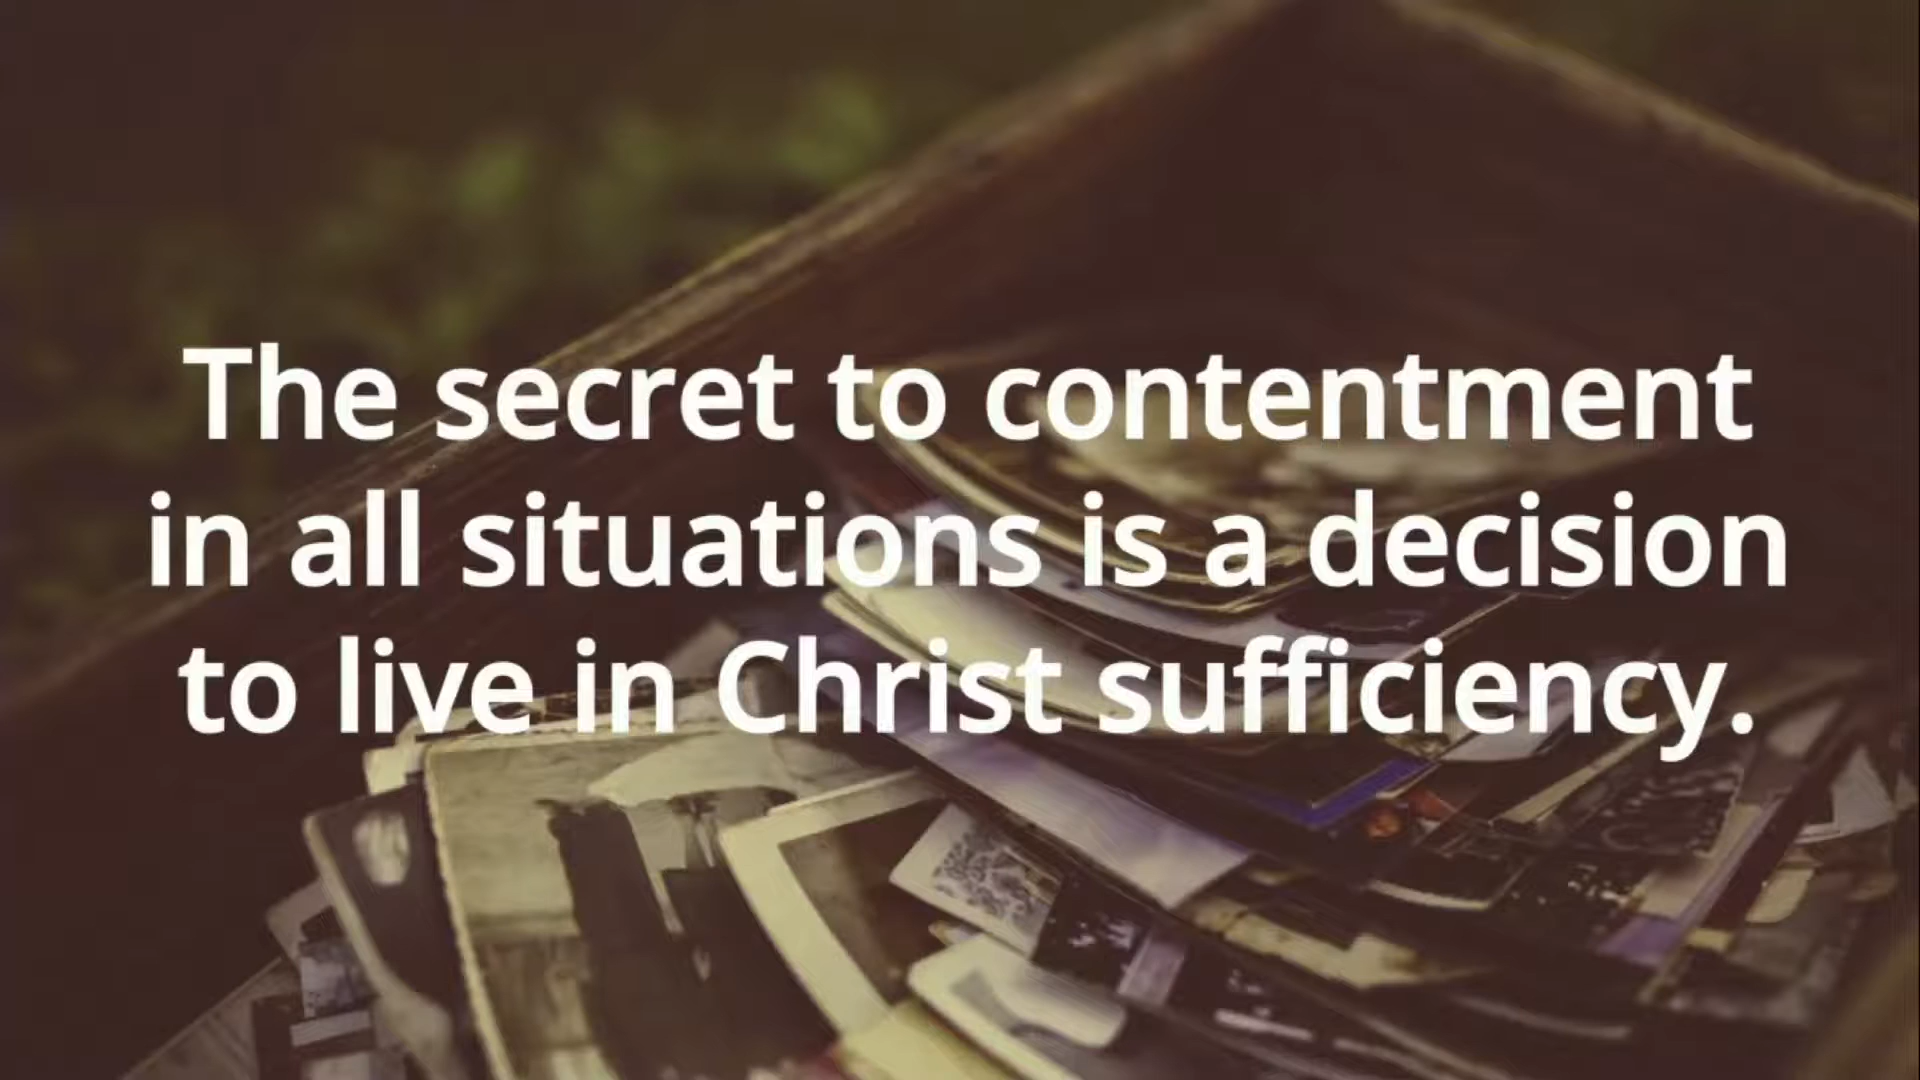 The secret to contentment
in all situations is a decision
to live in Christ sufficiency.